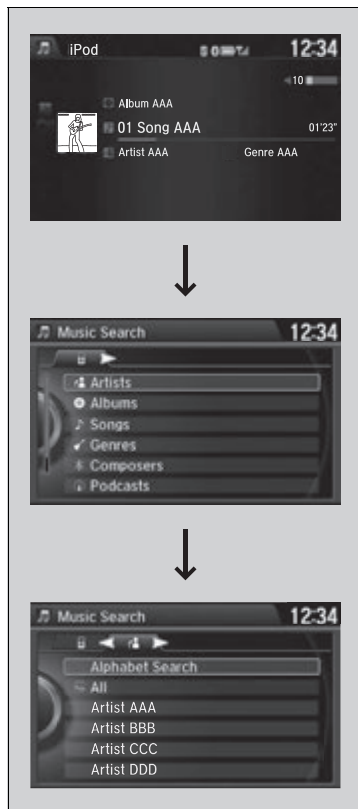 iPod 12:34
10
Album AAA
01 Song AAA 01'23"
Artist AAA Genre AAA
Music Search 12:34
Artists
Albums
Songs
Genres
Composers
Podcasts
Music Search 12:34
Alphabet Search
All
Artist AAA
Artist BBB
Artist CCC
Artist DDD